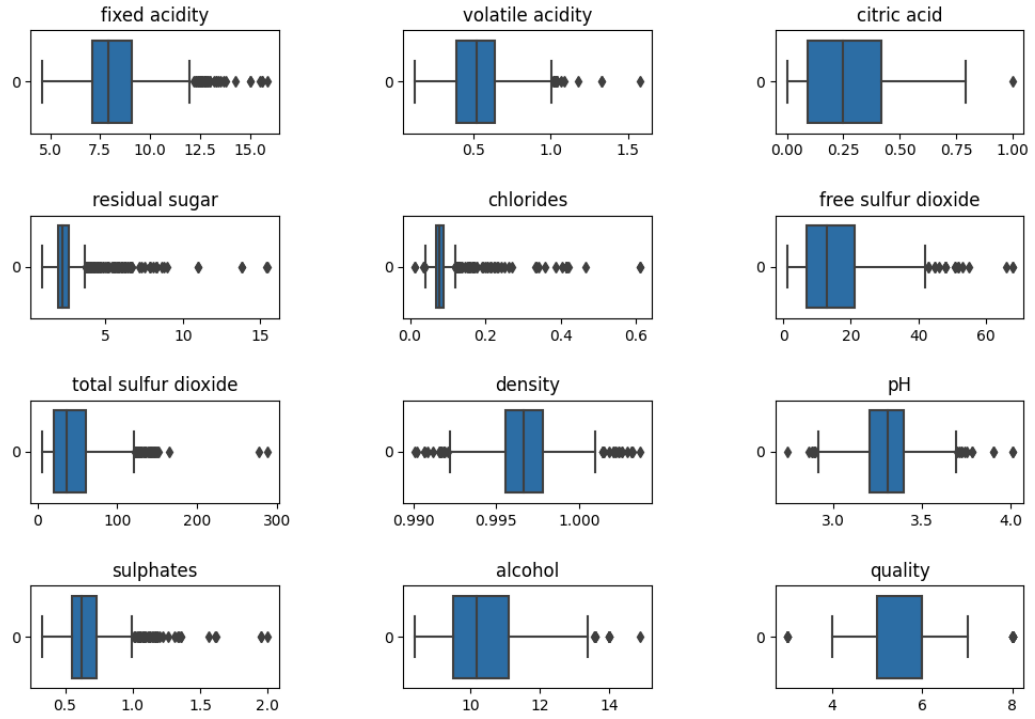 fixed acidity
0
5.0 7.5 10.0 12.5 15.0
volatile acidity
0
0.5 1.0 1.5
citric acid
0
0.00 0.25 0.50 0.75 1.00
residual sugar
0
5 10 15
chlorides
0
0.0 0.2 0.4 0.6
free sulfur dioxide
0
0 20 40 60
total sulfur dioxide
0
0 100 200 300
density
0
0.990 0.995 1.000
pH
0
3.0 3.5 4.0
sulphates
0
0.5 1.0 1.5 2.0
alcohol
0
10 12 14
quality
0
4 6 8